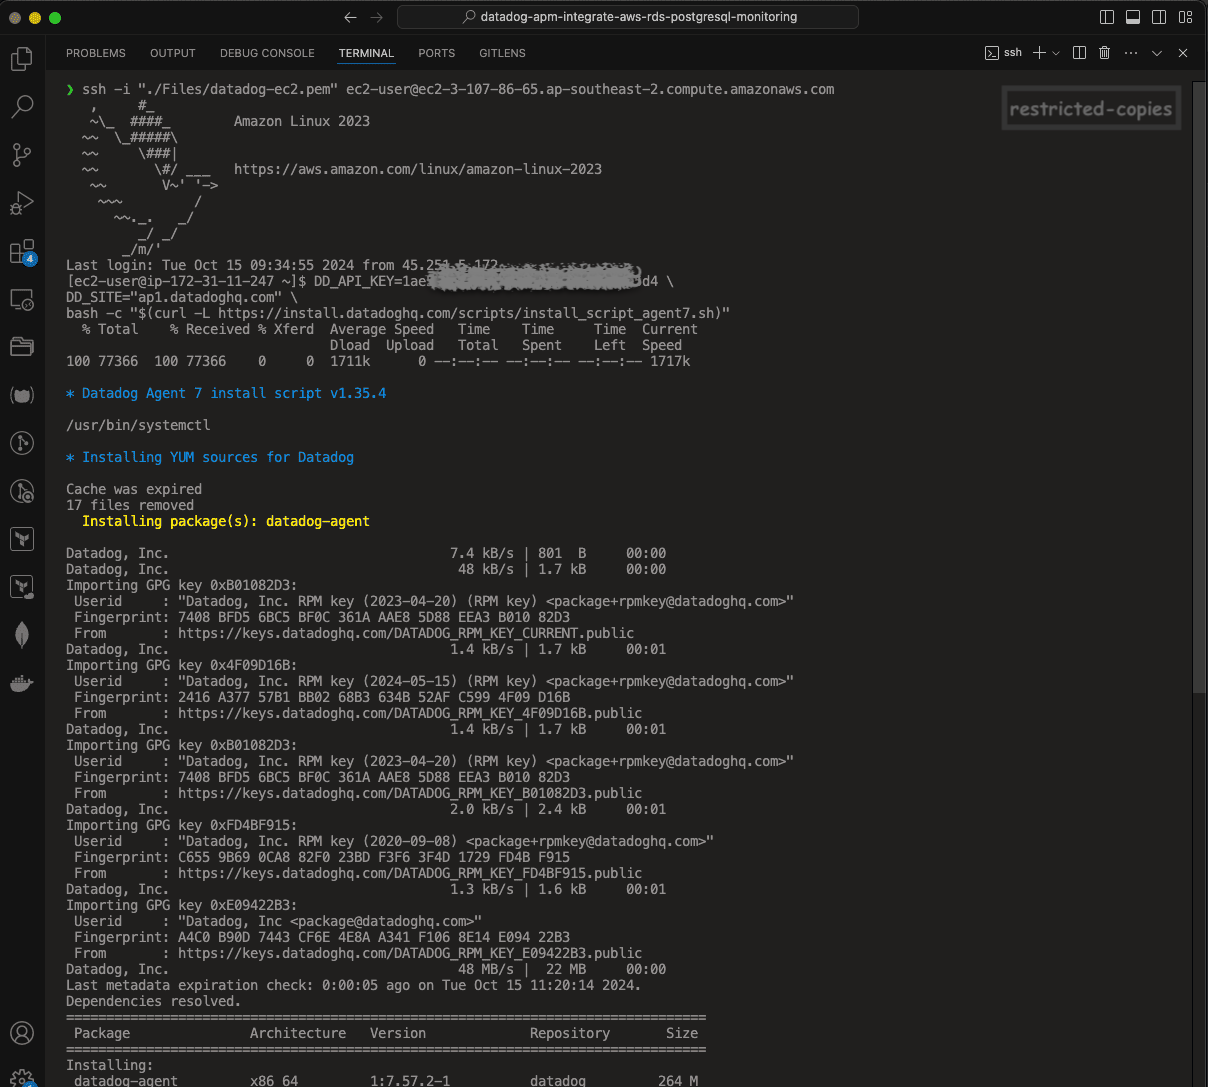 datadog-apm-integrate-aws-rds-postgresql-monitoring
PROBLEMS OUTPUT DEBUG CONSOLE TERMINAL PORTS GITLENS ssh
❯ ssh -i "./Files/datadog-ec2.pem" ec2-user@ec2-3-107-86-65.ap-southeast-2.compute.amazonaws.com
restricted-copies
   ,     #_
   ~\_  ####_        Amazon Linux 2023
  ~~  \_#####\
  ~~     \###|
  ~~       \#/ ___   https://aws.amazon.com/linux/amazon-linux-2023
   ~~       V~' '->
    ~~~         /
      ~~._.   _/
         _/ _/
       _/m/'
Last login: Tue Oct 15 09:34:55 2024 from 45.251.5.172
[ec2-user@ip-172-31-11-247 ~]$ DD_API_KEY=1ae d4 \
DD_SITE="ap1.datadoghq.com" \
bash -c "$(curl -L https://install.datadoghq.com/scripts/install_script_agent7.sh)"
  % Total    % Received % Xferd  Average Speed   Time    Time     Time  Current
                                 Dload  Upload   Total   Spent    Left  Speed
100 77366  100 77366    0     0  1711k      0 --:--:-- --:--:-- --:--:-- 1717k
* Datadog Agent 7 install script v1.35.4
/usr/bin/systemctl
* Installing YUM sources for Datadog
Cache was expired
17 files removed
  Installing package(s): datadog-agent
Datadog, Inc.                                   7.4 kB/s | 801  B     00:00
Datadog, Inc.                                    48 kB/s | 1.7 kB     00:00
Importing GPG key 0xB01082D3:
 Userid     : "Datadog, Inc. RPM key (2023-04-20) (RPM key) <package+rpmkey@datadoghq.com>"
 Fingerprint: 7408 BFD5 6BC5 BF0C 361A AAE8 5D88 EEA3 B010 82D3
 From       : https://keys.datadoghq.com/DATADOG_RPM_KEY_CURRENT.public
Datadog, Inc.                                   1.4 kB/s | 1.7 kB     00:01
Importing GPG key 0x4F09D16B:
 Userid     : "Datadog, Inc. RPM key (2024-05-15) (RPM key) <package+rpmkey@datadoghq.com>"
 Fingerprint: 2416 A377 57B1 BB02 68B3 634B 52AF C599 4F09 D16B
 From       : https://keys.datadoghq.com/DATADOG_RPM_KEY_4F09D16B.public
Datadog, Inc.                                   1.4 kB/s | 1.7 kB     00:01
Importing GPG key 0xB01082D3:
 Userid     : "Datadog, Inc. RPM key (2023-04-20) (RPM key) <package+rpmkey@datadoghq.com>"
 Fingerprint: 7408 BFD5 6BC5 BF0C 361A AAE8 5D88 EEA3 B010 82D3
 From       : https://keys.datadoghq.com/DATADOG_RPM_KEY_B01082D3.public
Datadog, Inc.                                   2.0 kB/s | 2.4 kB     00:01
Importing GPG key 0xFD4BF915:
 Userid     : "Datadog, Inc. RPM key (2020-09-08) <package+rpmkey@datadoghq.com>"
 Fingerprint: C655 9B69 0CA8 82F0 23BD F3F6 3F4D 1729 FD4B F915
 From       : https://keys.datadoghq.com/DATADOG_RPM_KEY_FD4BF915.public
Datadog, Inc.                                   1.3 kB/s | 1.6 kB     00:01
Importing GPG key 0xE09422B3:
 Userid     : "Datadog, Inc <package@datadoghq.com>"
 Fingerprint: A4C0 B90D 7443 CF6E 4E8A A341 F106 8E14 E094 22B3
 From       : https://keys.datadoghq.com/DATADOG_RPM_KEY_E09422B3.public
Datadog, Inc.                                    48 MB/s |  22 MB     00:00
Last metadata expiration check: 0:00:05 ago on Tue Oct 15 11:20:14 2024.
Dependencies resolved.
================================================================================
 Package               Architecture   Version             Repository       Size
================================================================================
Installing:
 datadog-agent         x86_64         1:7.57.2-1          datadog         264 M
4